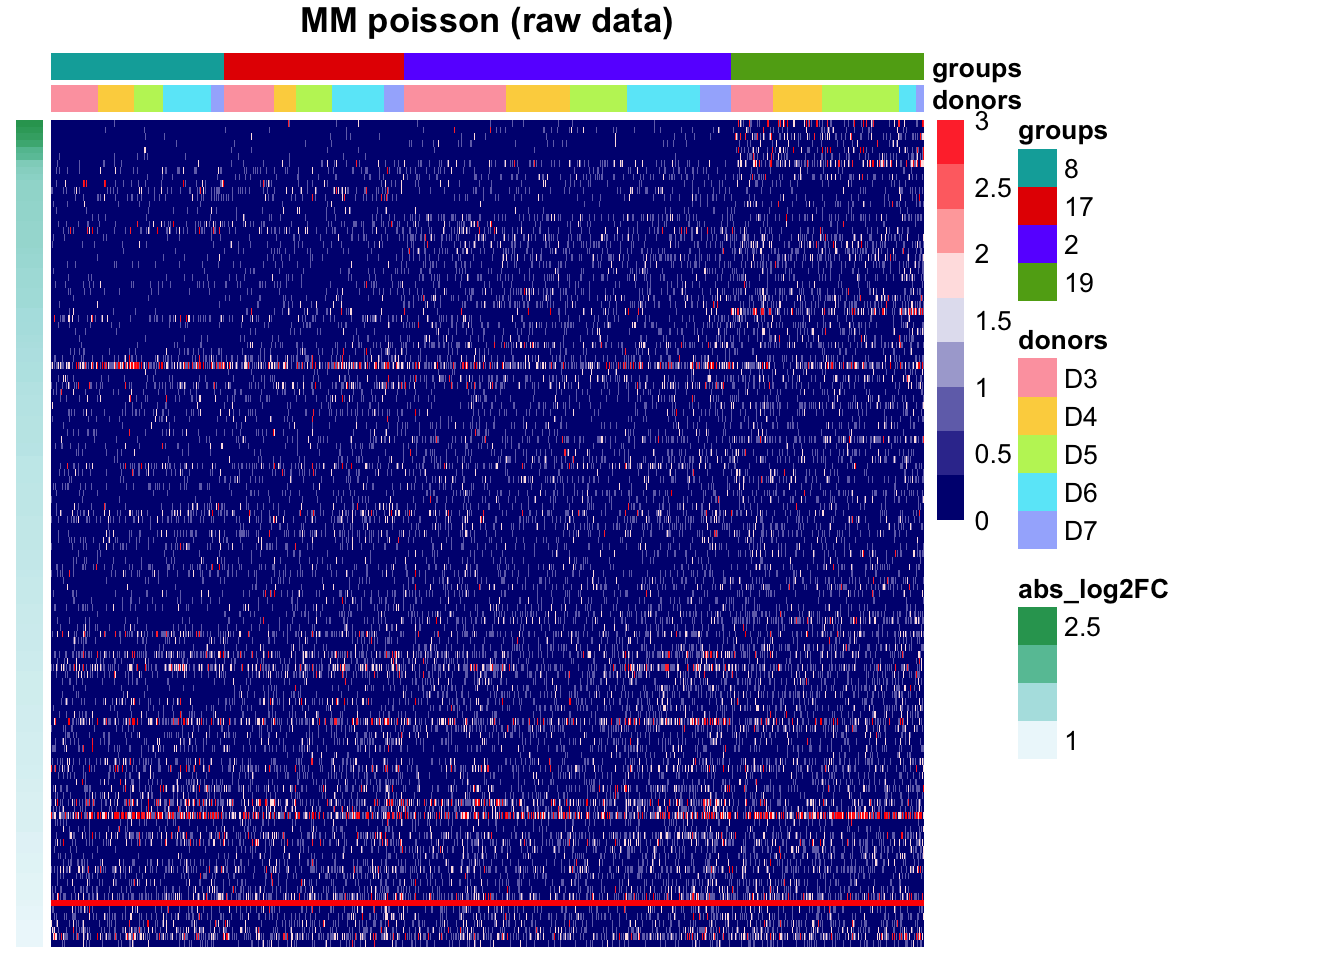 MM poisson (raw data)
groups
donors
3
2.5
2
1.5
1
0.5
0
groups
8
17
2
19
donors
D3
D4
D5
D6
D7
abs_log2FC
2.5
1